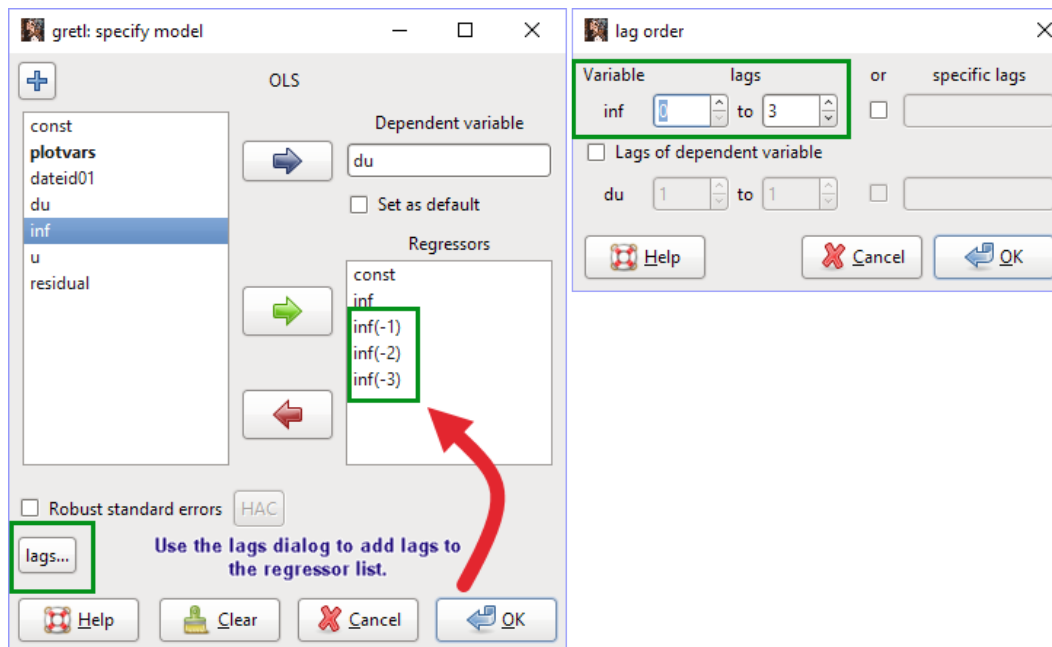 gretl: specify model
OLS
const
plotvars
dateid01
du
inf
u
residual
Dependent variable
du
Set as default
Regressors
const
inf
inf(-1)
inf(-2)
inf(-3)
Robust standard errors
HAC
lags...
Use the lags dialog to add lags to
the regressor list.
Help
Clear
Cancel
OK
lag order
Variable lags or specific lags
inf 0 to 3
Lags of dependent variable
du 1 to 1
Help
Cancel
OK